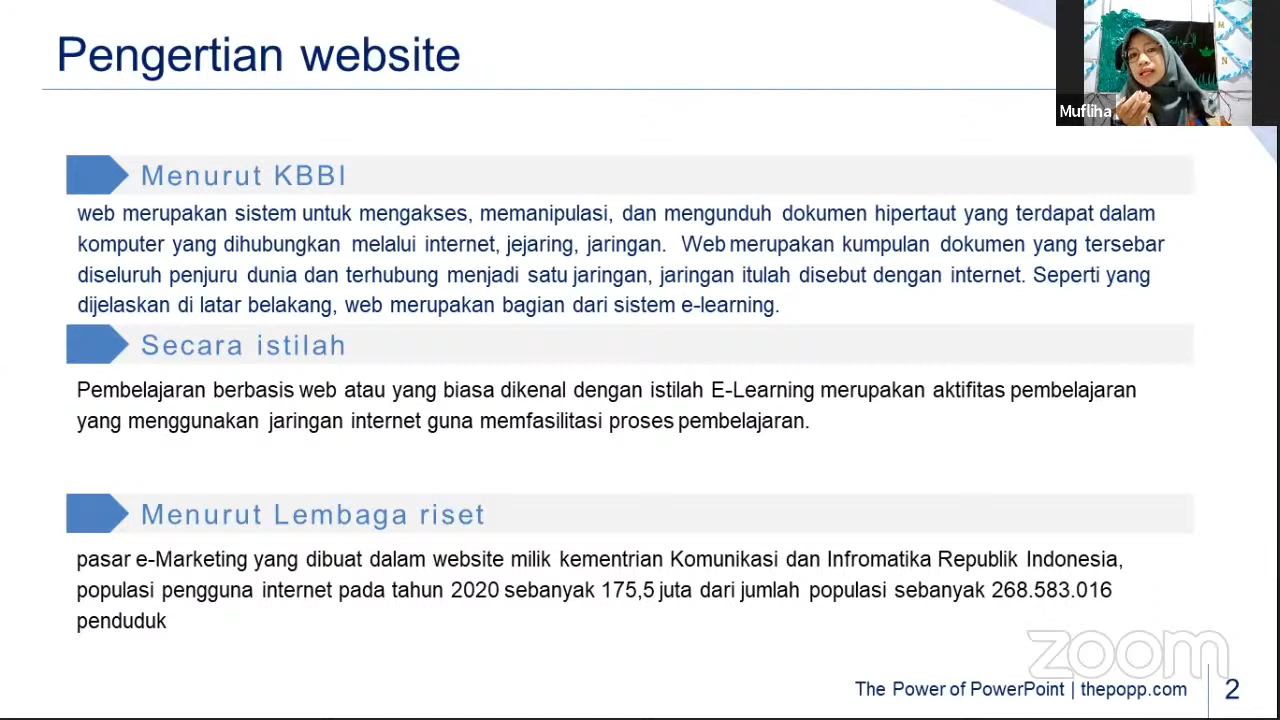 Pengertian website
Mufliha
Menurut KBBI
web merupakan sistem untuk mengakses, memanipulasi, dan mengunduh dokumen hipertaut yang terdapat dalam
komputer yang dihubungkan melalui internet, jejaring, jaringan. Web merupakan kumpulan dokumen yang tersebar
diseluruh penjuru dunia dan terhubung menjadi satu jaringan, jaringan itulah disebut dengan internet. Seperti yang
dijelaskan di latar belakang, web merupakan bagian dari sistem e-learning.
Secara istilah
Pembelajaran berbasis web atau yang biasa dikenal dengan istilah E-Learning merupakan aktifitas pembelajaran
yang menggunakan jaringan internet guna memfasilitasi proses pembelajaran.
Menurut Lembaga riset
pasar e-Marketing yang dibuat dalam website milik kementrian Komunikasi dan Infromatika Republik Indonesia,
populasi pengguna internet pada tahun 2020 sebanyak 175,5 juta dari jumlah populasi sebanyak 268.583.016
penduduk
zoom
The Power of PowerPoint | thepopp.com
2